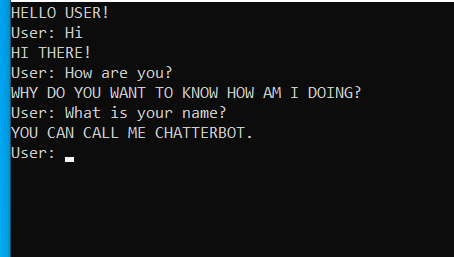 HELLO USER!
User: Hi
HI THERE!
User: How are you?
WHY DO YOU WANT TO KNOW HOW AM I DOING?
User: What is your name?
YOU CAN CALL ME CHATTERBOT.
User: